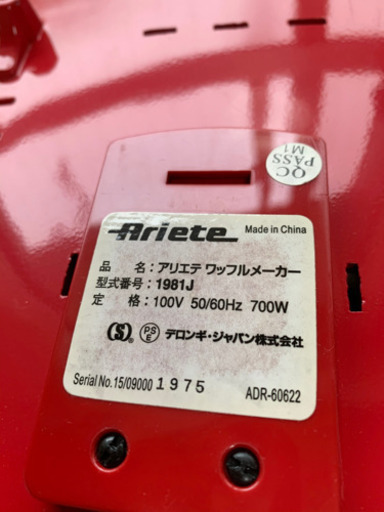 QC
PASS
M1
Ariete Made in China
品 名：アリエテ ワッフルメーカー
型式番号：1981J
定 格：100V 50/60Hz 700W
S PSE デロンギ・ジャパン株式会社
Serial No.15/09000 1975
ADR-60622